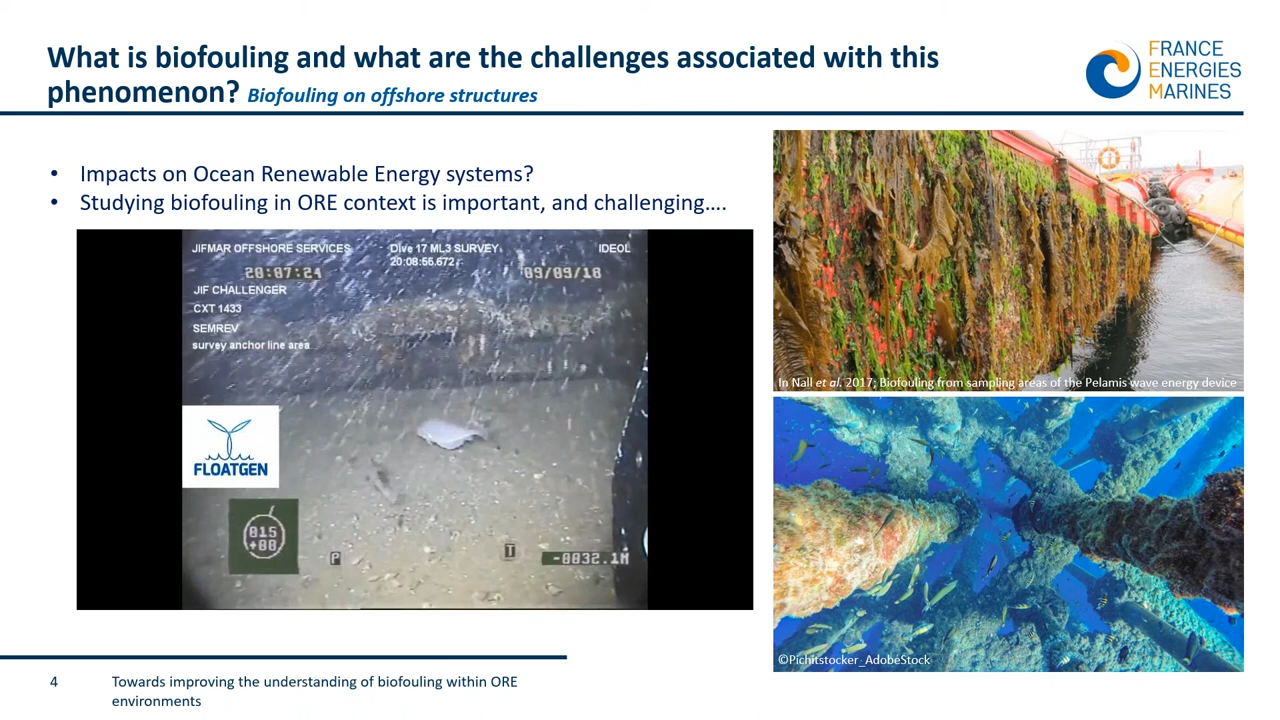 What is biofouling and what are the challenges associated with this
phenomenon? Biofouling on offshore structures
FRANCE
ENERGIES
MARINES
• Impacts on Ocean Renewable Energy systems?
• Studying biofouling in ORE context is important, and challenging....
JIFMAR OFFSHORE SERVICES
Dive 17 ML3 SURVEY
IDEOL
20:08:56.672
20:07:24
09/09/18
JIF CHALLENGER
CXT 1433
SEMREV
survey anchor line area
FLOATGEN
015
+00
P
T
-0032.1M
In Nall et al. 2017; Biofouling from sampling areas of the Pelamis wave energy device
©Pichitstocker_AdobeStock
4
Towards improving the understanding of biofouling within ORE
environments